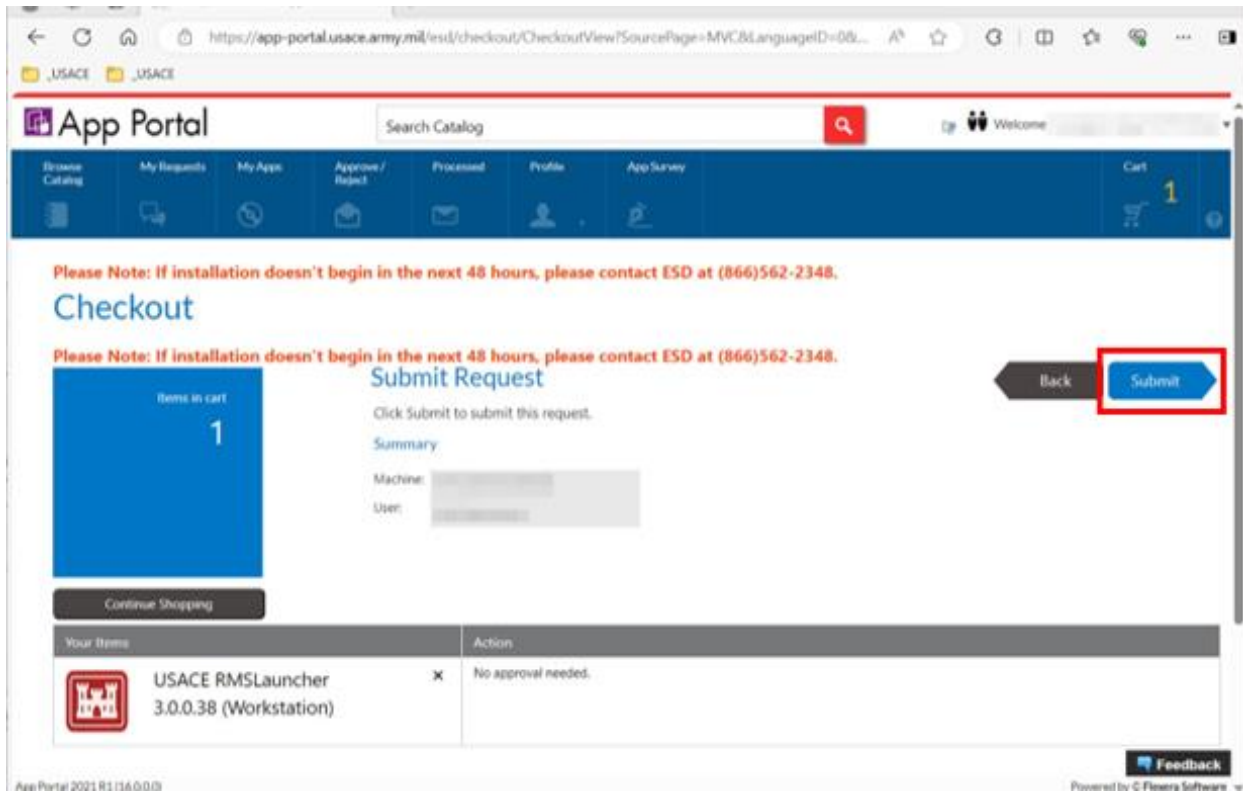 https://app-portal.usace.army.mil/esd/checkout/CheckoutView?SourcePage=MVC&LanguageID=0&...
_USACE _USACE
App Portal
Search Catalog
Welcome
Browse Catalog
My Requests
My Apps
Approve / Reject
Processed
Profile
App Survey
Cart
1
Please Note: If installation doesn't begin in the next 48 hours, please contact ESD at (866)562-2348.
Checkout
Please Note: If installation doesn't begin in the next 48 hours, please contact ESD at (866)562-2348.
Items in cart
1
Submit Request
Back
Submit
Click Submit to submit this request.
Summary
Machine:
User:
Continue Shopping
Your Items
Action
USACE RMSLauncher
3.0.0.38 (Workstation)
×
No approval needed.
Feedback
App Portal 2021 R1 (16.0.0.0)
Powered by © Flexera Software